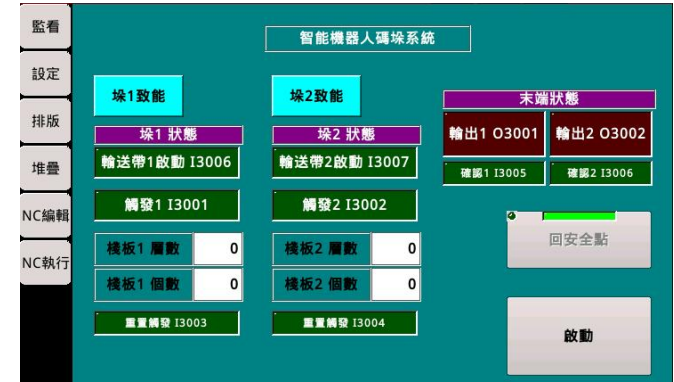 監看
設定
排版
堆疊
NC編輯
NC執行
智能機器人碼垛系統
垛1致能
垛1 狀態
輸送帶1啟動 I3006
觸發1 I3001
棧板1 層數 0
棧板1 個數 0
重置觸發 I3003
垛2致能
垛2 狀態
輸送帶2啟動 I3007
觸發2 I3002
棧板2 層數 0
棧板2 個數 0
重置觸發 I3004
末端狀態
輸出1 O3001 輸出2 O3002
確認1 I3005 確認2 I3006
回安全點
啟動